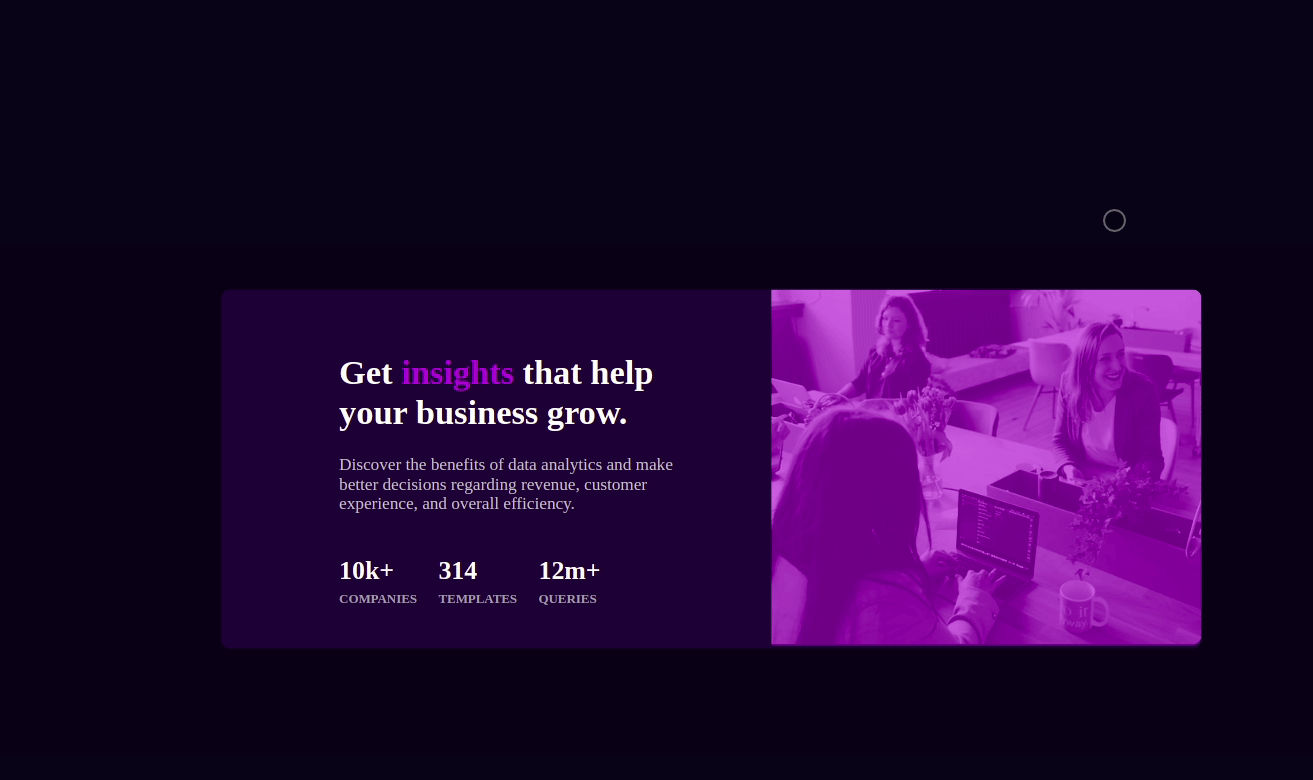 Get insights that help
your business grow.
Discover the benefits of data analytics and make
better decisions regarding revenue, customer
experience, and overall efficiency.
10k+ 314 12m+
COMPANIES TEMPLATES QUERIES